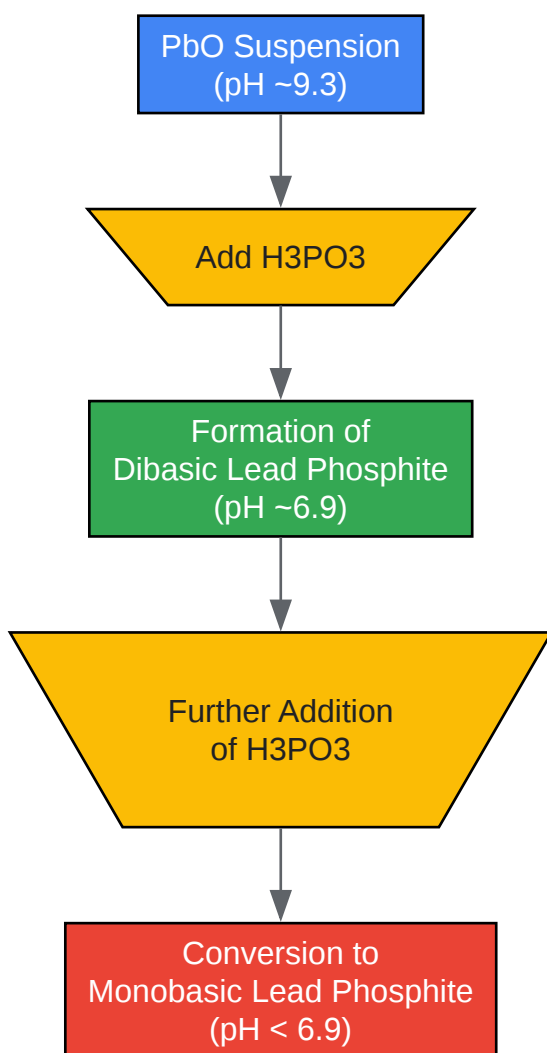 PbO Suspension
(pH ~9.3)
Add H3PO3
Formation of
Dibasic Lead Phosphite
(pH ~6.9)
Further Addition
of H3PO3
Conversion to
Monobasic Lead Phosphite
(pH < 6.9)